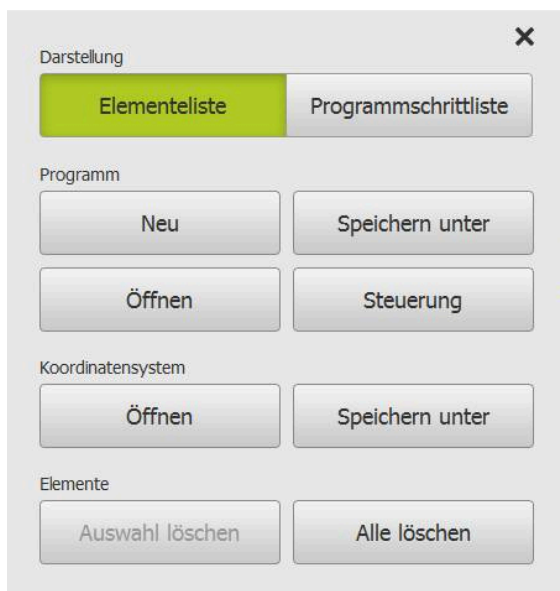 Darstellung
Elementeliste Programmschrittliste
Programm
Neu Speichern unter
Öffnen Steuerung
Koordinatensystem
Öffnen Speichern unter
Elemente
Auswahl löschen Alle löschen